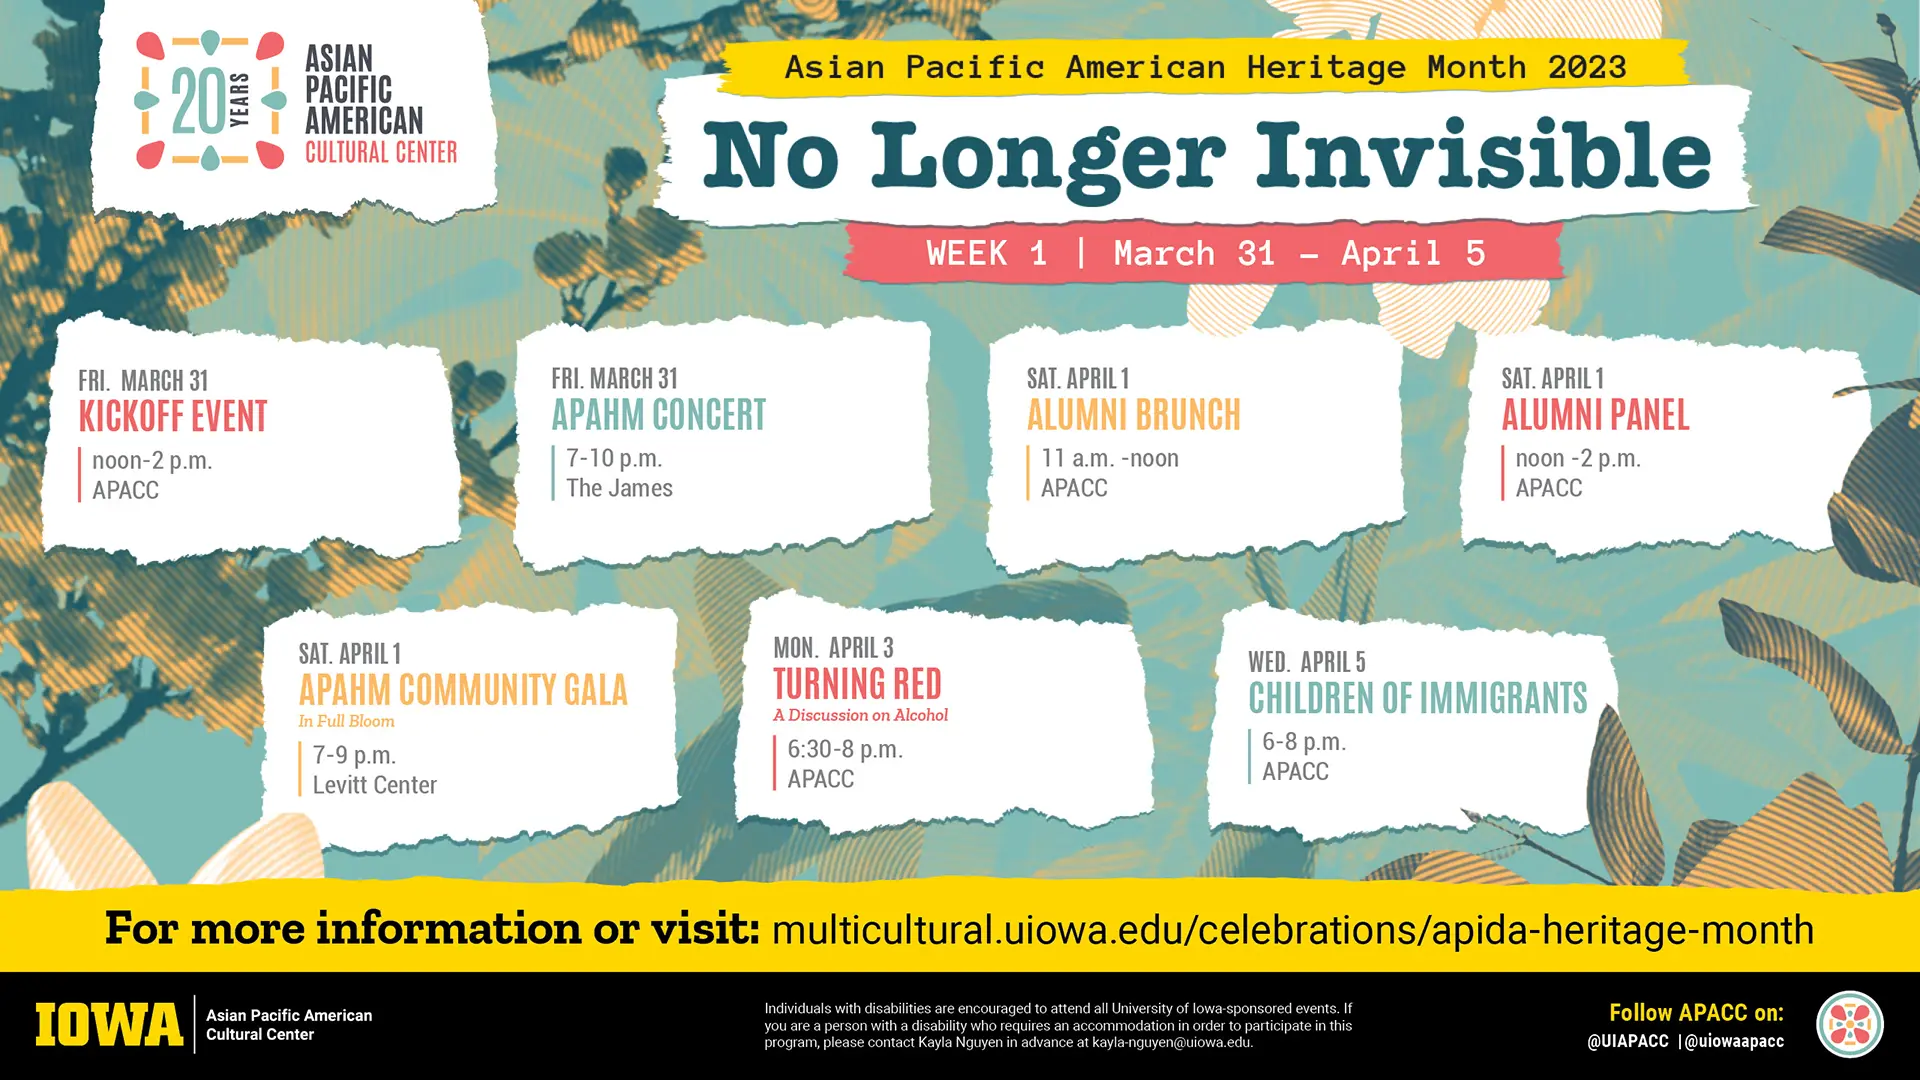 20 YEARS
ASIAN
PACIFIC
AMERICAN
CULTURAL CENTER
Asian Pacific American Heritage Month 2023
No Longer Invisible
WEEK 1 | March 31 – April 5
FRI. MARCH 31
KICKOFF EVENT
noon-2 p.m.
APACC
FRI. MARCH 31
APAHM CONCERT
7-10 p.m.
The James
SAT. APRIL 1
ALUMNI BRUNCH
11 a.m. -noon
APACC
SAT. APRIL 1
ALUMNI PANEL
noon -2 p.m.
APACC
SAT. APRIL 1
APAHM COMMUNITY GALA
In Full Bloom
7-9 p.m.
Levitt Center
MON. APRIL 3
TURNING RED
A Discussion on Alcohol
6:30-8 p.m.
APACC
WED. APRIL 5
CHILDREN OF IMMIGRANTS
6-8 p.m.
APACC
For more information or visit: multicultural.uiowa.edu/celebrations/apida-heritage-month
IOWA
Asian Pacific American
Cultural Center
Individuals with disabilities are encouraged to attend all University of Iowa-sponsored events. If
you are a person with a disability who requires an accommodation in order to participate in this
program, please contact Kayla Nguyen in advance at kayla-nguyen@uiowa.edu.
Follow APACC on:
@UIAPACC | @uiowaapacc